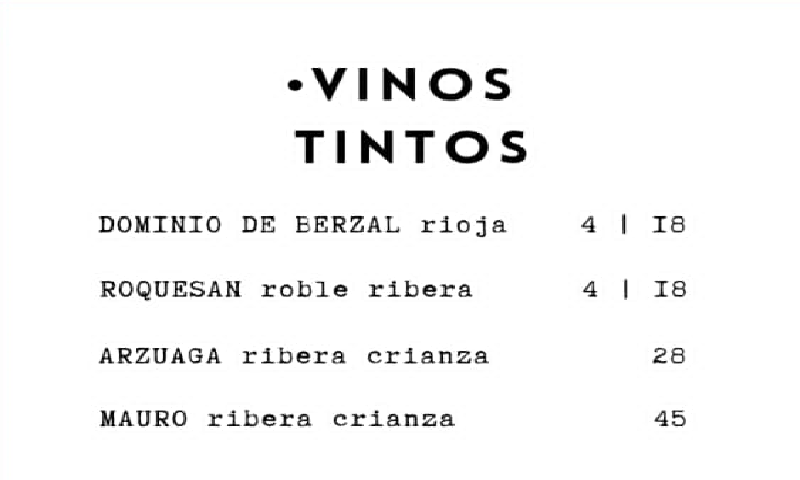 •VINOS
TINTOS
DOMINIO DE BERZAL rioja 4 | I8
ROQUESAN roble ribera 4 | I8
ARZUAGA ribera crianza 28
MAURO ribera crianza 45